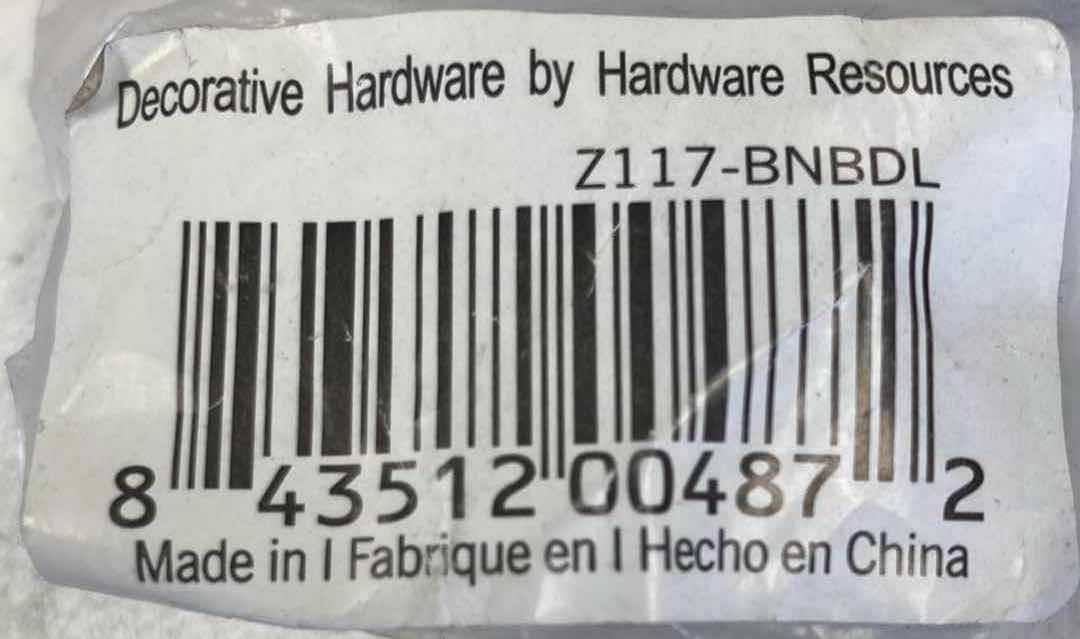 Decorative Hardware by Hardware Resources
Z117-BNBDL
8 43512 00487 2
Made in | Fabrique en | Hecho en China